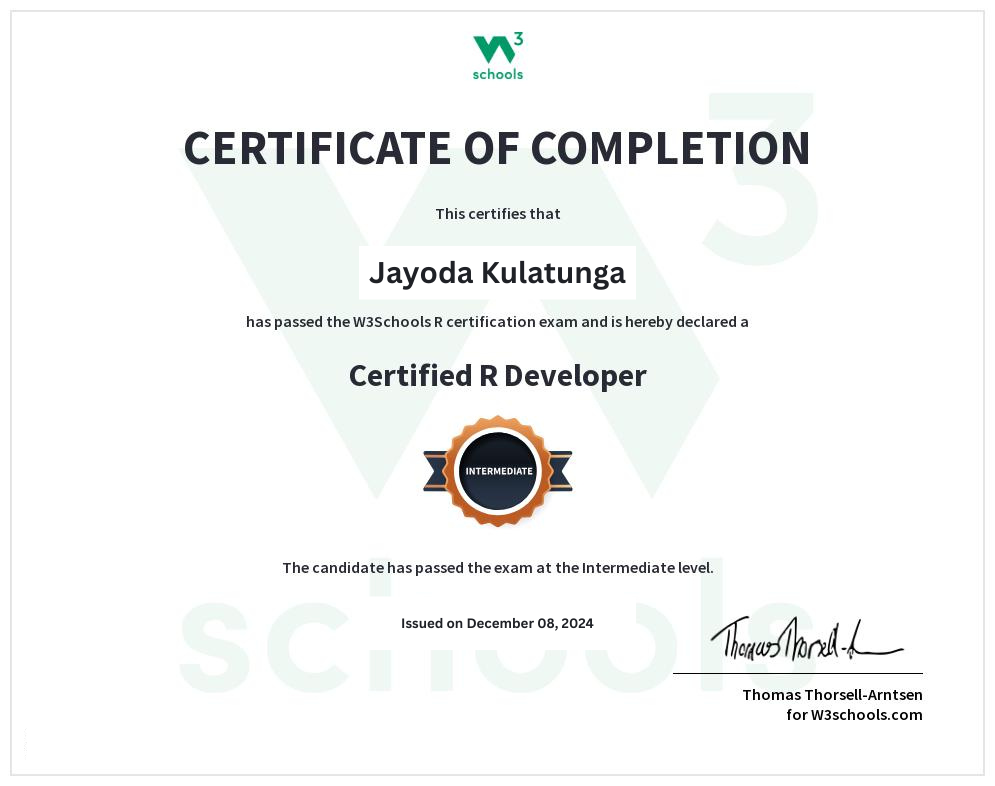 W3
schools
CERTIFICATE OF COMPLETION
This certifies that
Jayoda Kulatunga
has passed the W3Schools R certification exam and is hereby declared a
Certified R Developer
INTERMEDIATE
The candidate has passed the exam at the Intermediate level.
Issued on December 08, 2024
Thomas Thorsell-A
Thomas Thorsell-Arntsen
for W3schools.com